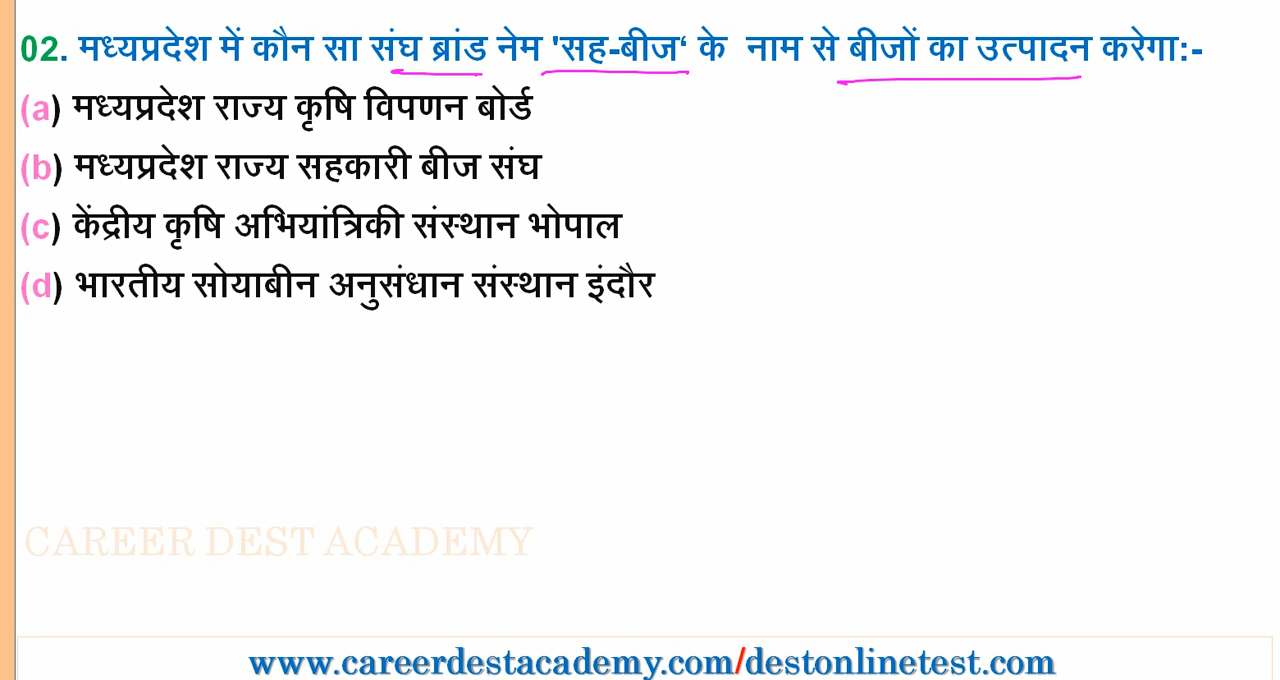 02. मध्यप्रदेश में कौन सा संघ ब्रांड नेम 'सह-बीज‘ के नाम से बीजों का उत्पादन करेगा:-
(a) मध्यप्रदेश राज्य कृषि विपणन बोर्ड
(b) मध्यप्रदेश राज्य सहकारी बीज संघ
(c) केंद्रीय कृषि अभियांत्रिकी संस्थान भोपाल
(d) भारतीय सोयाबीन अनुसंधान संस्थान इंदौर
CAREER DEST ACADEMY
www.careerdestacademy.com/destonlinetest.com